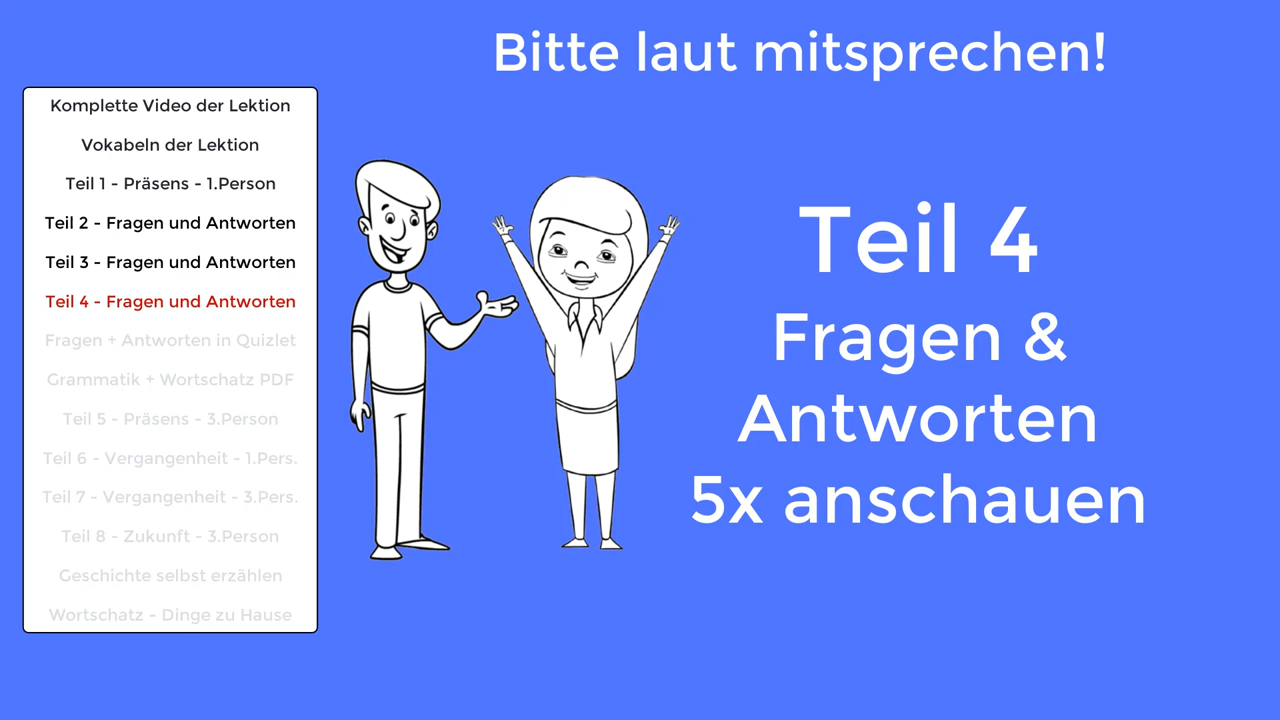 Bitte laut mitsprechen!
Komplette Video der Lektion
Vokabeln der Lektion
Teil 1 - Präsens - 1.Person
Teil 2 - Fragen und Antworten
Teil 3 - Fragen und Antworten
Teil 4 - Fragen und Antworten
Fragen + Antworten in Quizlet
Grammatik + Wortschatz PDF
Teil 5 - Präsens - 3.Person
Teil 6 - Vergangenheit - 1.Pers.
Teil 7 - Vergangenheit - 3.Pers.
Teil 8 - Zukunft - 3.Person
Geschichte selbst erzählen
Wortschatz - Dinge zu Hause
Teil 4
Fragen &
Antworten
5x anschauen